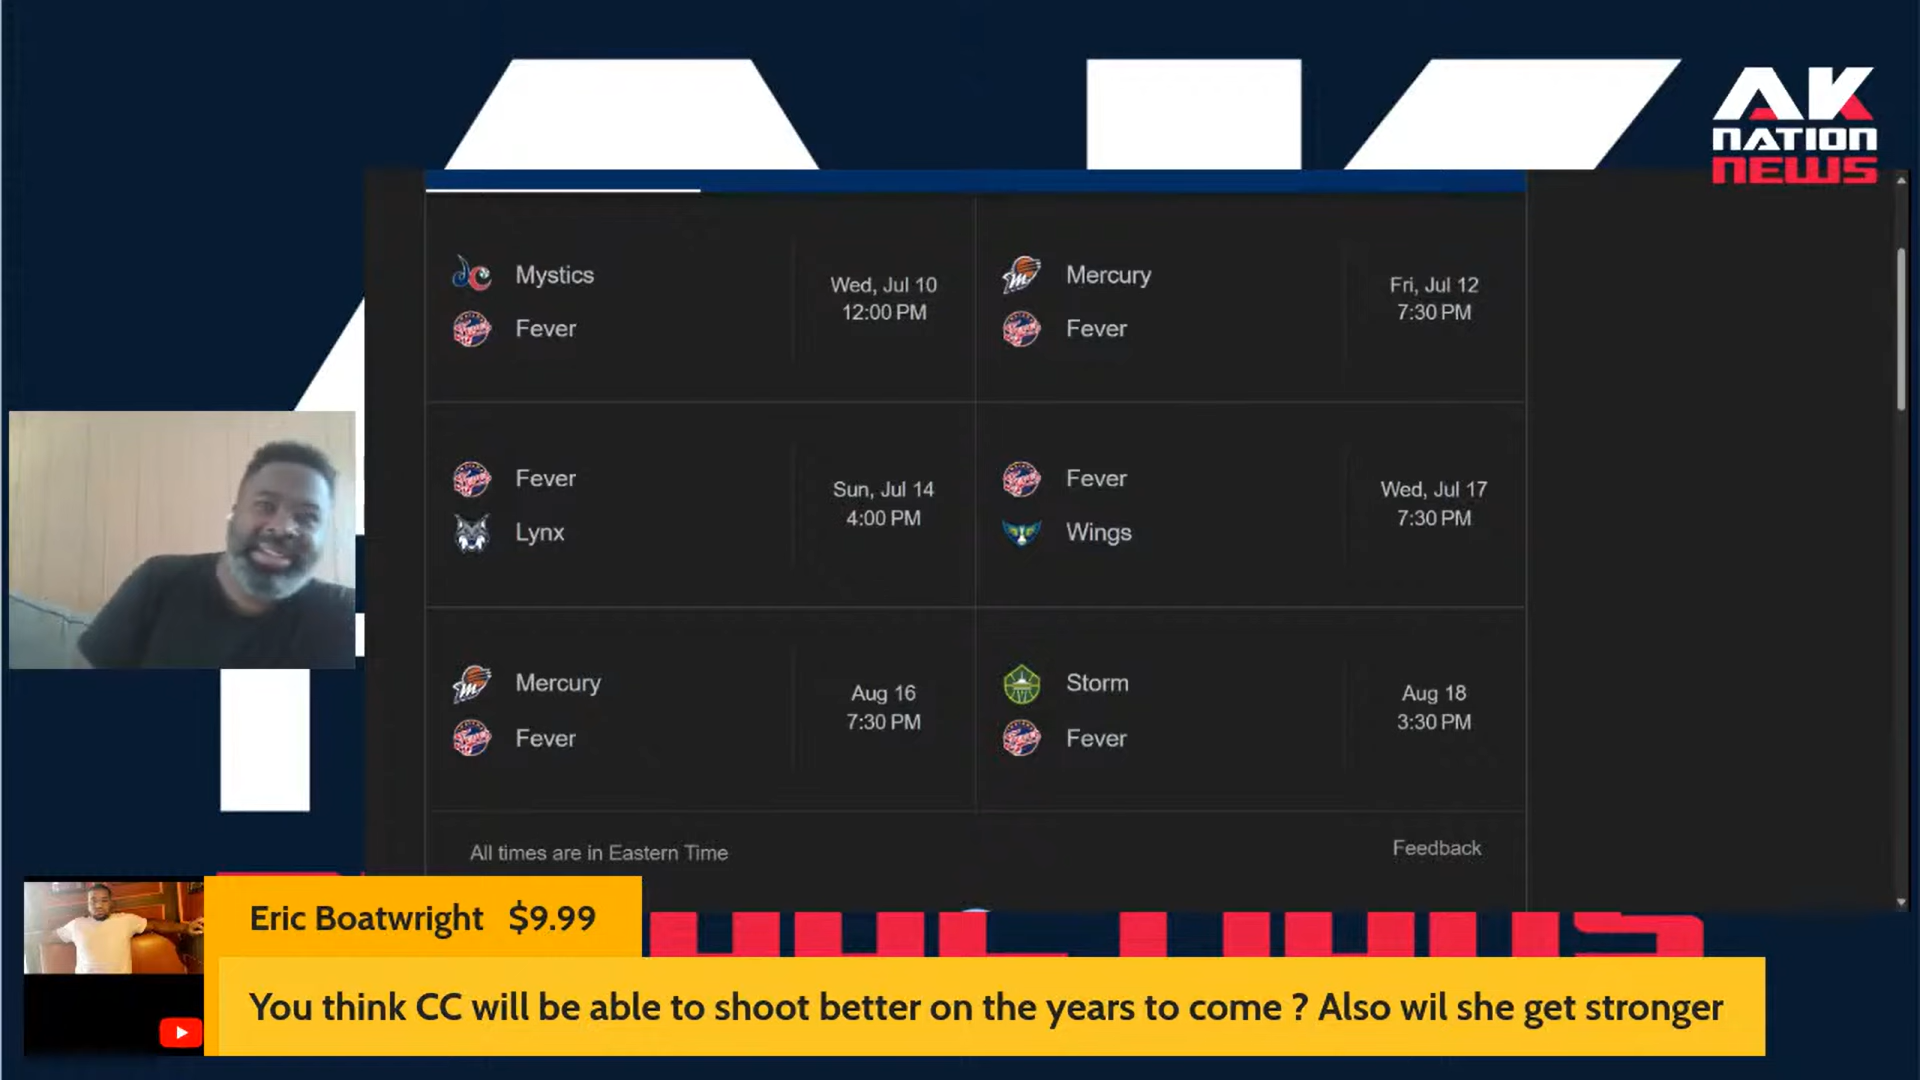 AK
NATION
NEWS
Mystics
Fever
Wed, Jul 10
12:00 PM
Mercury
Fever
Fri, Jul 12
7:30 PM
Fever
Lynx
Sun, Jul 14
4:00 PM
Fever
Wings
Wed, Jul 17
7:30 PM
Mercury
Fever
Aug 16
7:30 PM
Storm
Fever
Aug 18
3:30 PM
All times are in Eastern Time
Feedback
Eric Boatwright $9.99
You think CC will be able to shoot better on the years to come ? Also wil she get stronger